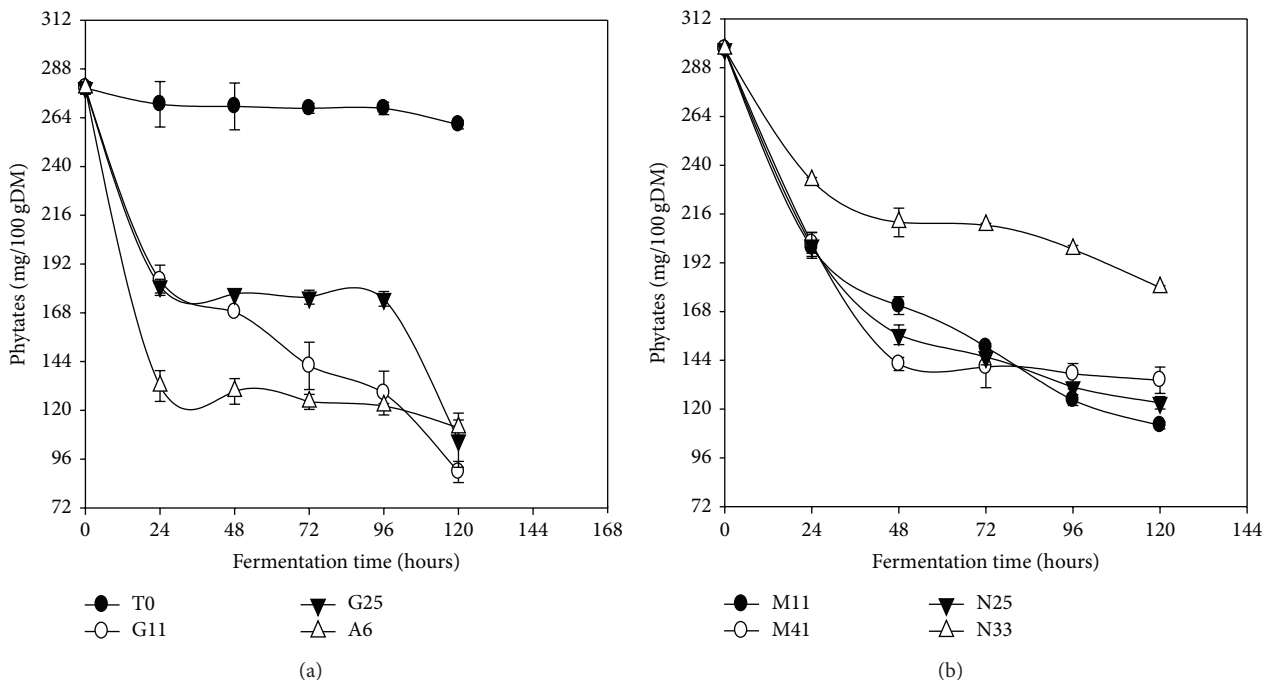 312
288
264
240
216
192
168
144
120
96
72
Phytates (mg/100 gDM)
0 24 48 72 96 120 144 168
Fermentation time (hours)
T0 G25
G11 A6
(a)
312
288
264
240
216
192
168
144
120
96
72
Phytates (mg/100 gDM)
0 24 48 72 96 120 144
Fermentation time (hours)
M11 N25
M41 N33
(b)